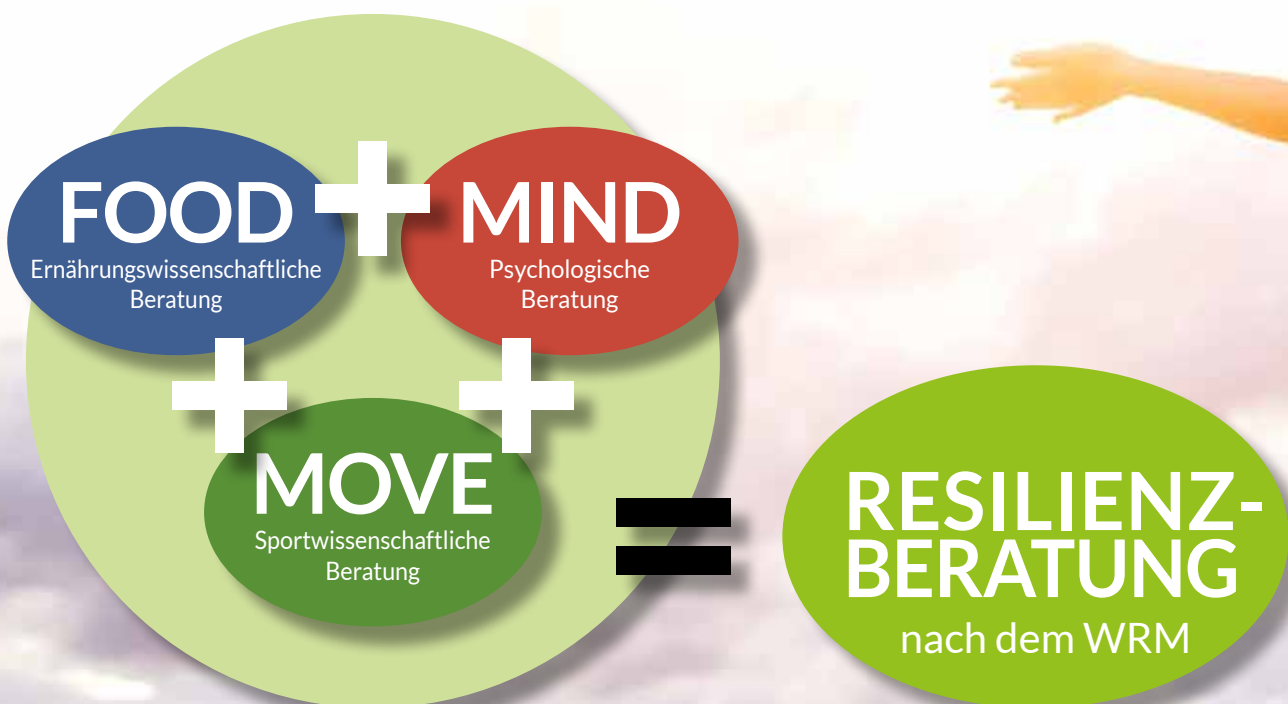 FOOD
Ernährungswissenschaftliche
Beratung
+
MIND
Psychologische
Beratung
+
+
MOVE
Sportwissenschaftliche
Beratung
=
RESILIENZ-
BERATUNG
nach dem WRM